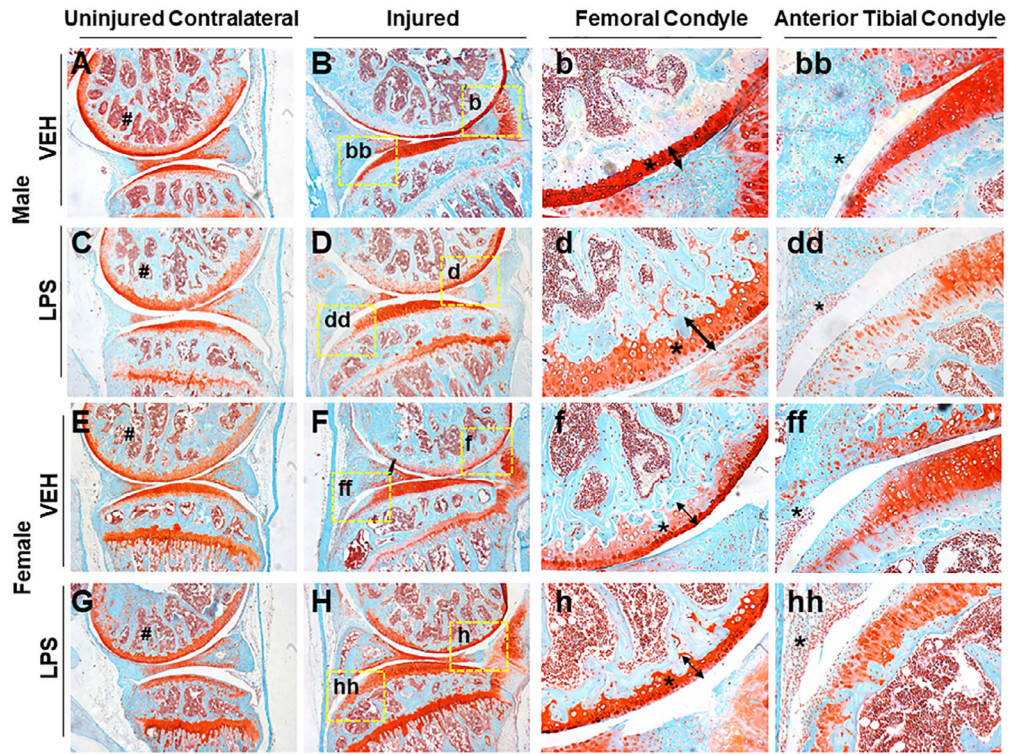 Uninjured Contralateral Injured Femoral Condyle Anterior Tibial Condyle
Male
VEH
A # B b bb b * bb *
LPS
C # D d dd d * dd *
Female
VEH
E # F f ff f * ff *
LPS
G # H h hh h * hh *